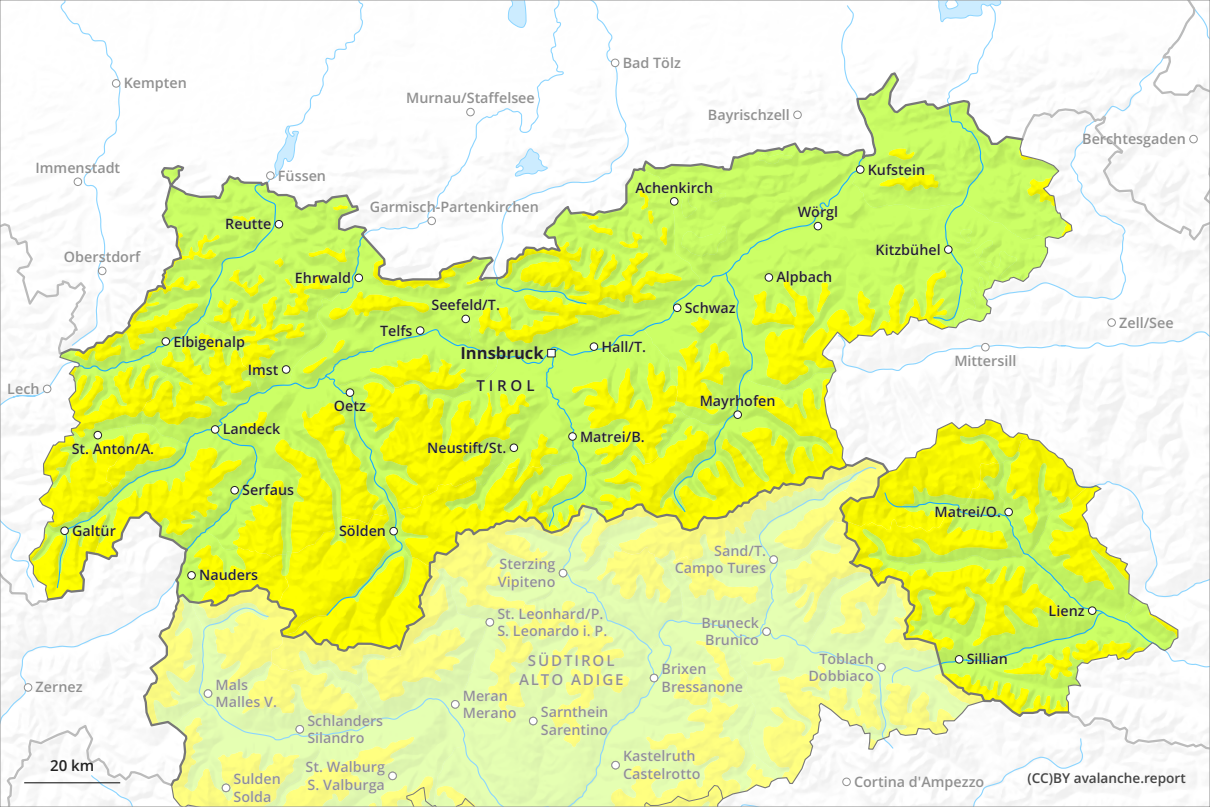 Kempten
Bad Tölz
Murnau/Staffelsee
Bayrischzell
Berchtesgaden
Immenstadt
Füssen
Kufstein
Achenkirch
Garmisch-Partenkirchen
Wörgl
Reutte
Oberstdorf
Kitzbühel
Ehrwald
Alpbach
Seefeld/T.
Schwaz
Zell/See
Telfs
Elbigenalp
Innsbruck
Hall/T.
Mittersill
Imst
TIROL
Lech
Oetz
Mayrhofen
Landeck
Matrei/B.
St. Anton/A.
Neustift/St.
Serfaus
Matrei/O.
Galtür
Sölden
Sand/T.
Campo Tures
Sterzing
Vipiteno
Nauders
Lienz
St. Leonhard/P.
S. Leonardo i. P.
Bruneck
Brunico
Sillian
SÜDTIROL
ALTO ADIGE
Toblach
Dobbiaco
Brixen
Bressanone
Zernez
Mals
Malles V.
Meran
Merano
Sarnthein
Sarentino
Schlanders
Silandro
Kastelruth
Castelrotto
St. Walburg
S. Valburga
20 km
Sulden
Solda
Cortina d'Ampezzo
(CC)BY avalanche.report